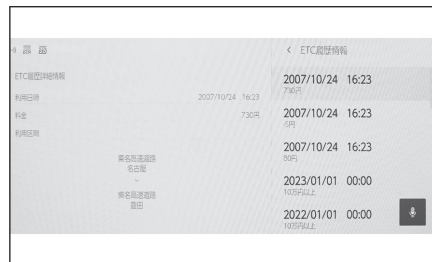 ETC履歴詳細情報
利用日時 2007/10/24 16:23
料金 730円
利用区間
東名高速道路
名古屋
~
東名高速道路
豊田
< ETC履歴情報
2007/10/24 16:23
730円
2007/10/24 16:23
-5円
2007/10/24 16:23
80円
2023/01/01 00:00
10万円以上
2022/01/01 00:00
10万円以上